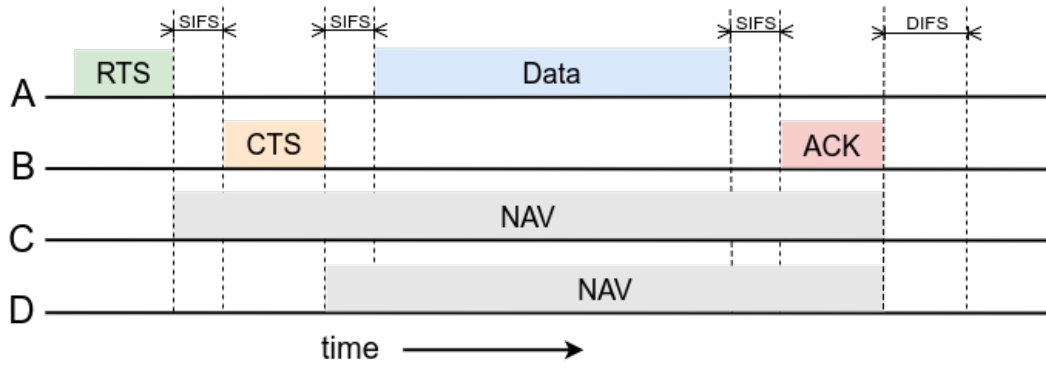 SIFS SIFS SIFS DIFS
A RTS Data
B CTS ACK
C NAV
D NAV
time